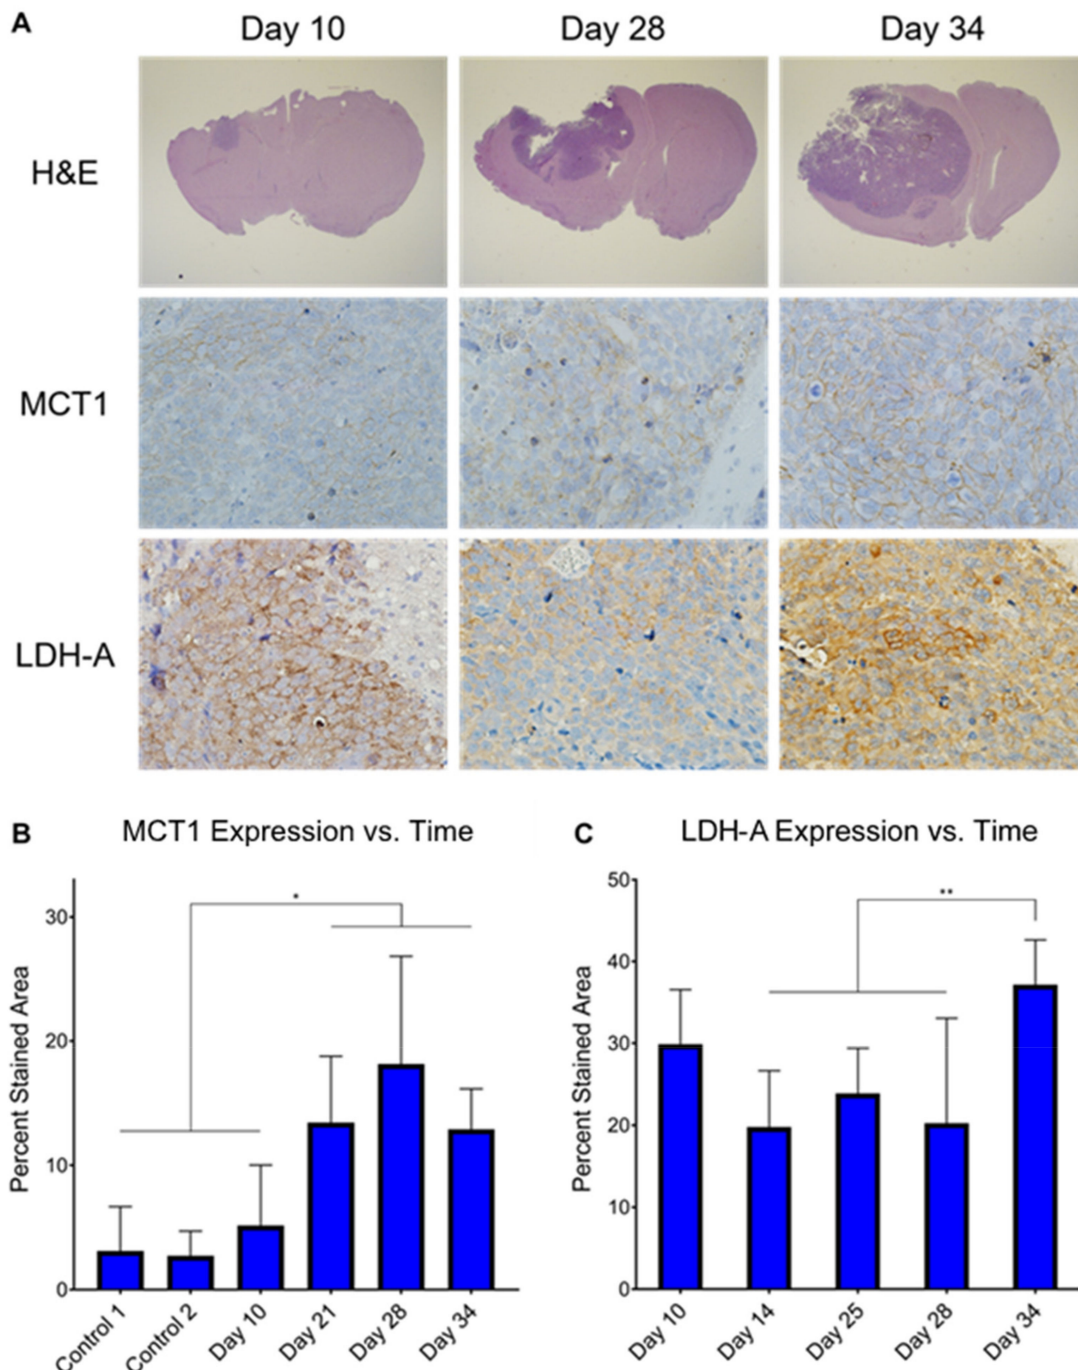 A
Day 10 Day 28 Day 34
H&E
MCT1
LDH-A
B MCT1 Expression vs. Time
Percent Stained Area
30
20
10
0
*
Control 1 Control 2 Day 10 Day 21 Day 28 Day 34
C LDH-A Expression vs. Time
Percent Stained Area
50
40
30
20
10
0
**
Day 10 Day 14 Day 25 Day 28 Day 34